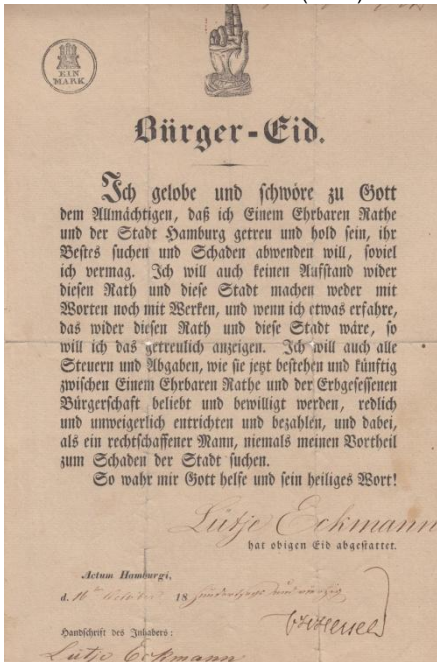 EIN
MARK
Bürger-Eid.
Ich gelobe und schwöre zu Gott
dem Allmächtigen, daß ich Einem Ehrbaren Rathe
und der Stadt Hamburg getreu und hold sein, ihr
Bestes suchen und Schaden abwenden will, soviel
ich vermag. Ich will auch keinen Aufstand wider
diesen Rath und diese Stadt machen weder mit
Worten noch mit Werken, und wenn ich etwas erfahre,
das wider diesen Rath und diese Stadt wäre, so
will ich das getreulich anzeigen. Ich will auch alle
Steuern und Abgaben, wie sie jetzt bestehen und künftig
zwischen Einem Ehrbaren Rathe und der Erbgesessenen
Bürgerschaft beliebt und bewilligt werden, redlich
und unweigerlich entrichten und bezahlen, und dabei,
als ein rechtschaffener Mann, niemals meinen Vortheil
zum Schaden der Stadt suchen.
So wahr mir Gott helfe und sein heiliges Wort!
Lütje Eckmann
hat obigen Eid abgestattet.
Actum Hamburgi,
d. 16 October 18
Handschrift des Inhabers:
Lütje Eckmann